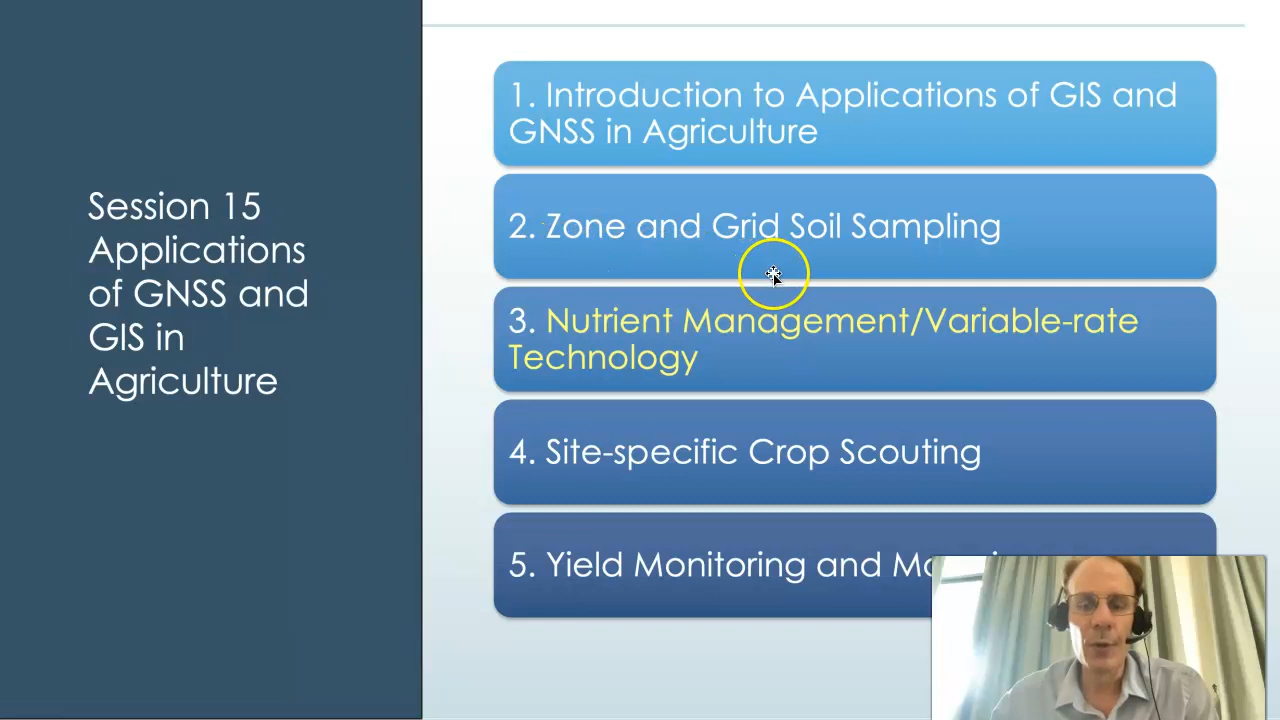 Session 15
Applications
of GNSS and
GIS in
Agriculture
1. Introduction to Applications of GIS and
GNSS in Agriculture
2. Zone and Grid Soil Sampling
3. Nutrient Management/Variable-rate
Technology
4. Site-specific Crop Scouting
5. Yield Monitoring and